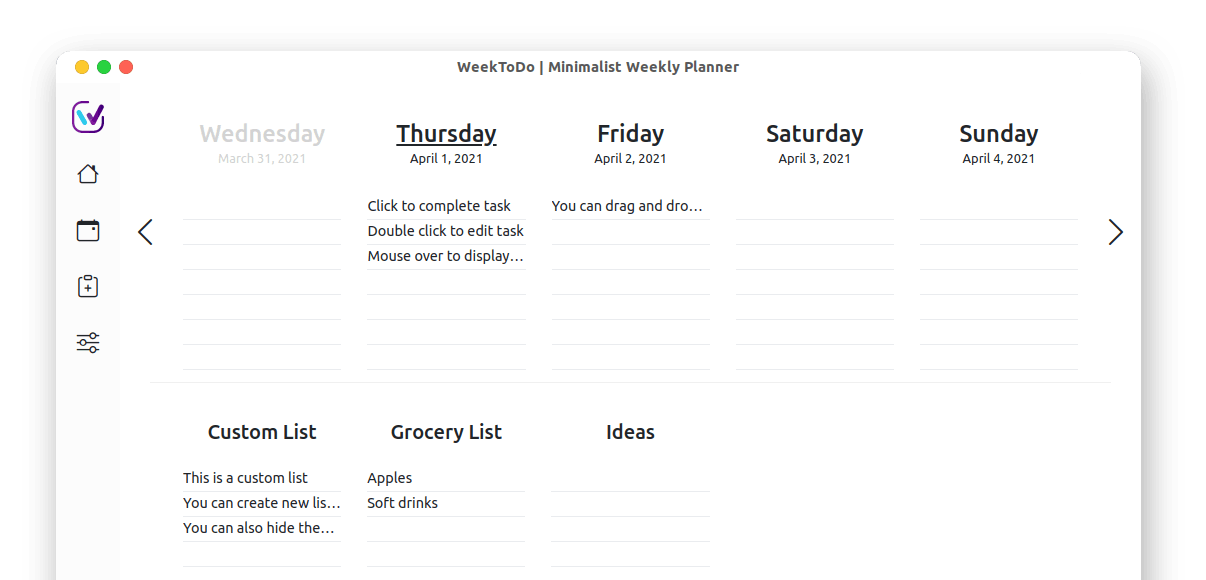 WeekToDo | Minimalist Weekly Planner
Wednesday
March 31, 2021
Thursday
April 1, 2021
Click to complete task
Double click to edit task
Mouse over to display...
Friday
April 2, 2021
You can drag and dro...
Saturday
April 3, 2021
Sunday
April 4, 2021
Custom List
This is a custom list
You can create new lis...
You can also hide the...
Grocery List
Apples
Soft drinks
Ideas